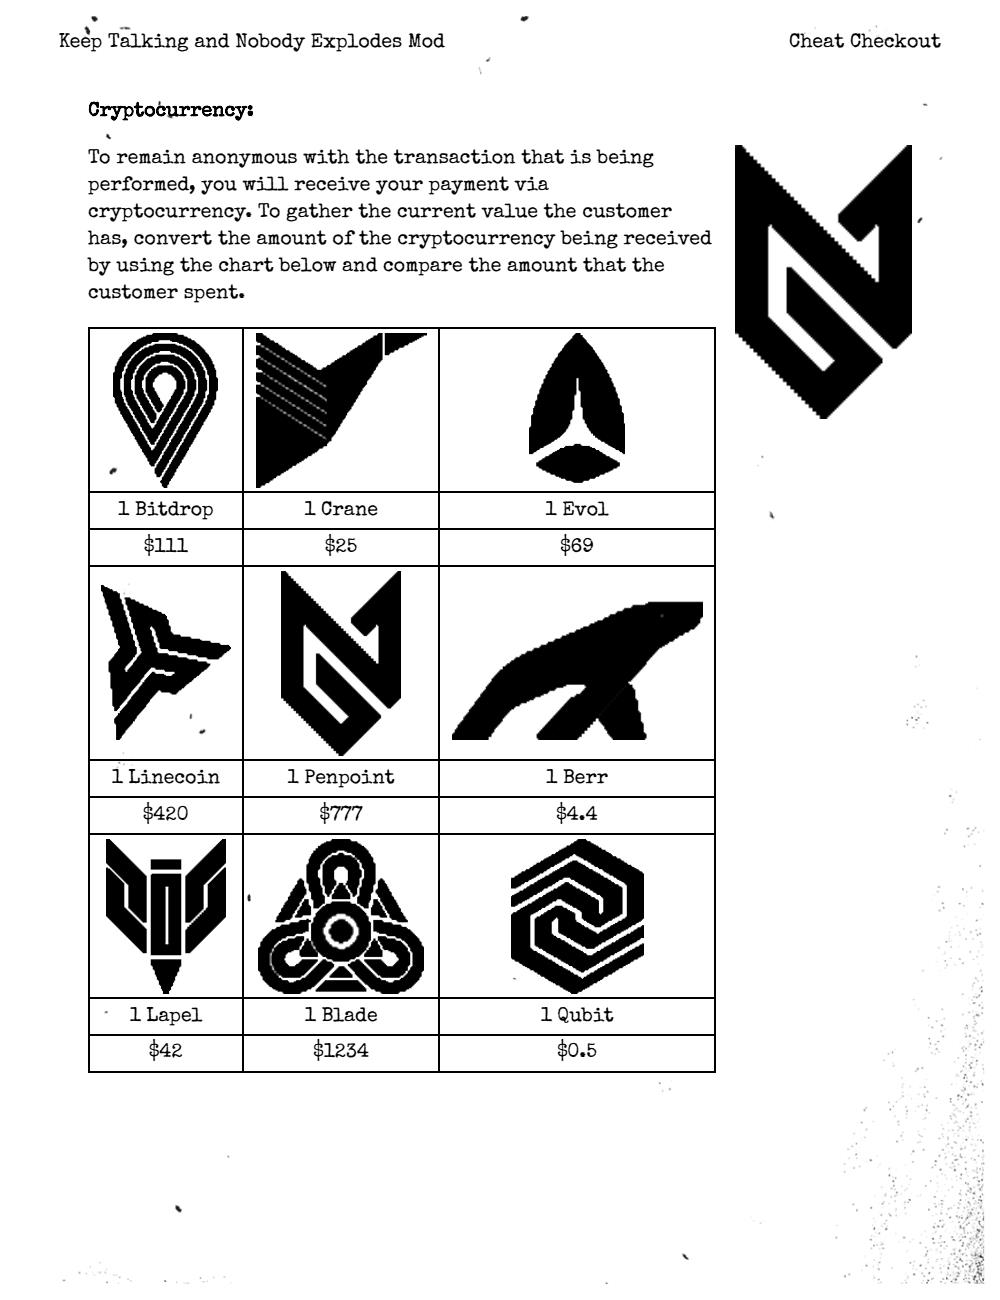 Keep Talking and Nobody Explodes Mod Cheat Checkout
Cryptocurrency:
To remain anonymous with the transaction that is being
performed, you will receive your payment via
cryptocurrency. To gather the current value the customer
has, convert the amount of the cryptocurrency being received
by using the chart below and compare the amount that the
customer spent.
1 Bitdrop 1 Crane 1 Evol
$111 $25 $69
1 Linecoin 1 Penpoint 1 Berr
$420 $777 $4.4
1 Lapel 1 Blade 1 Qubit
$42 $1234 $0.5